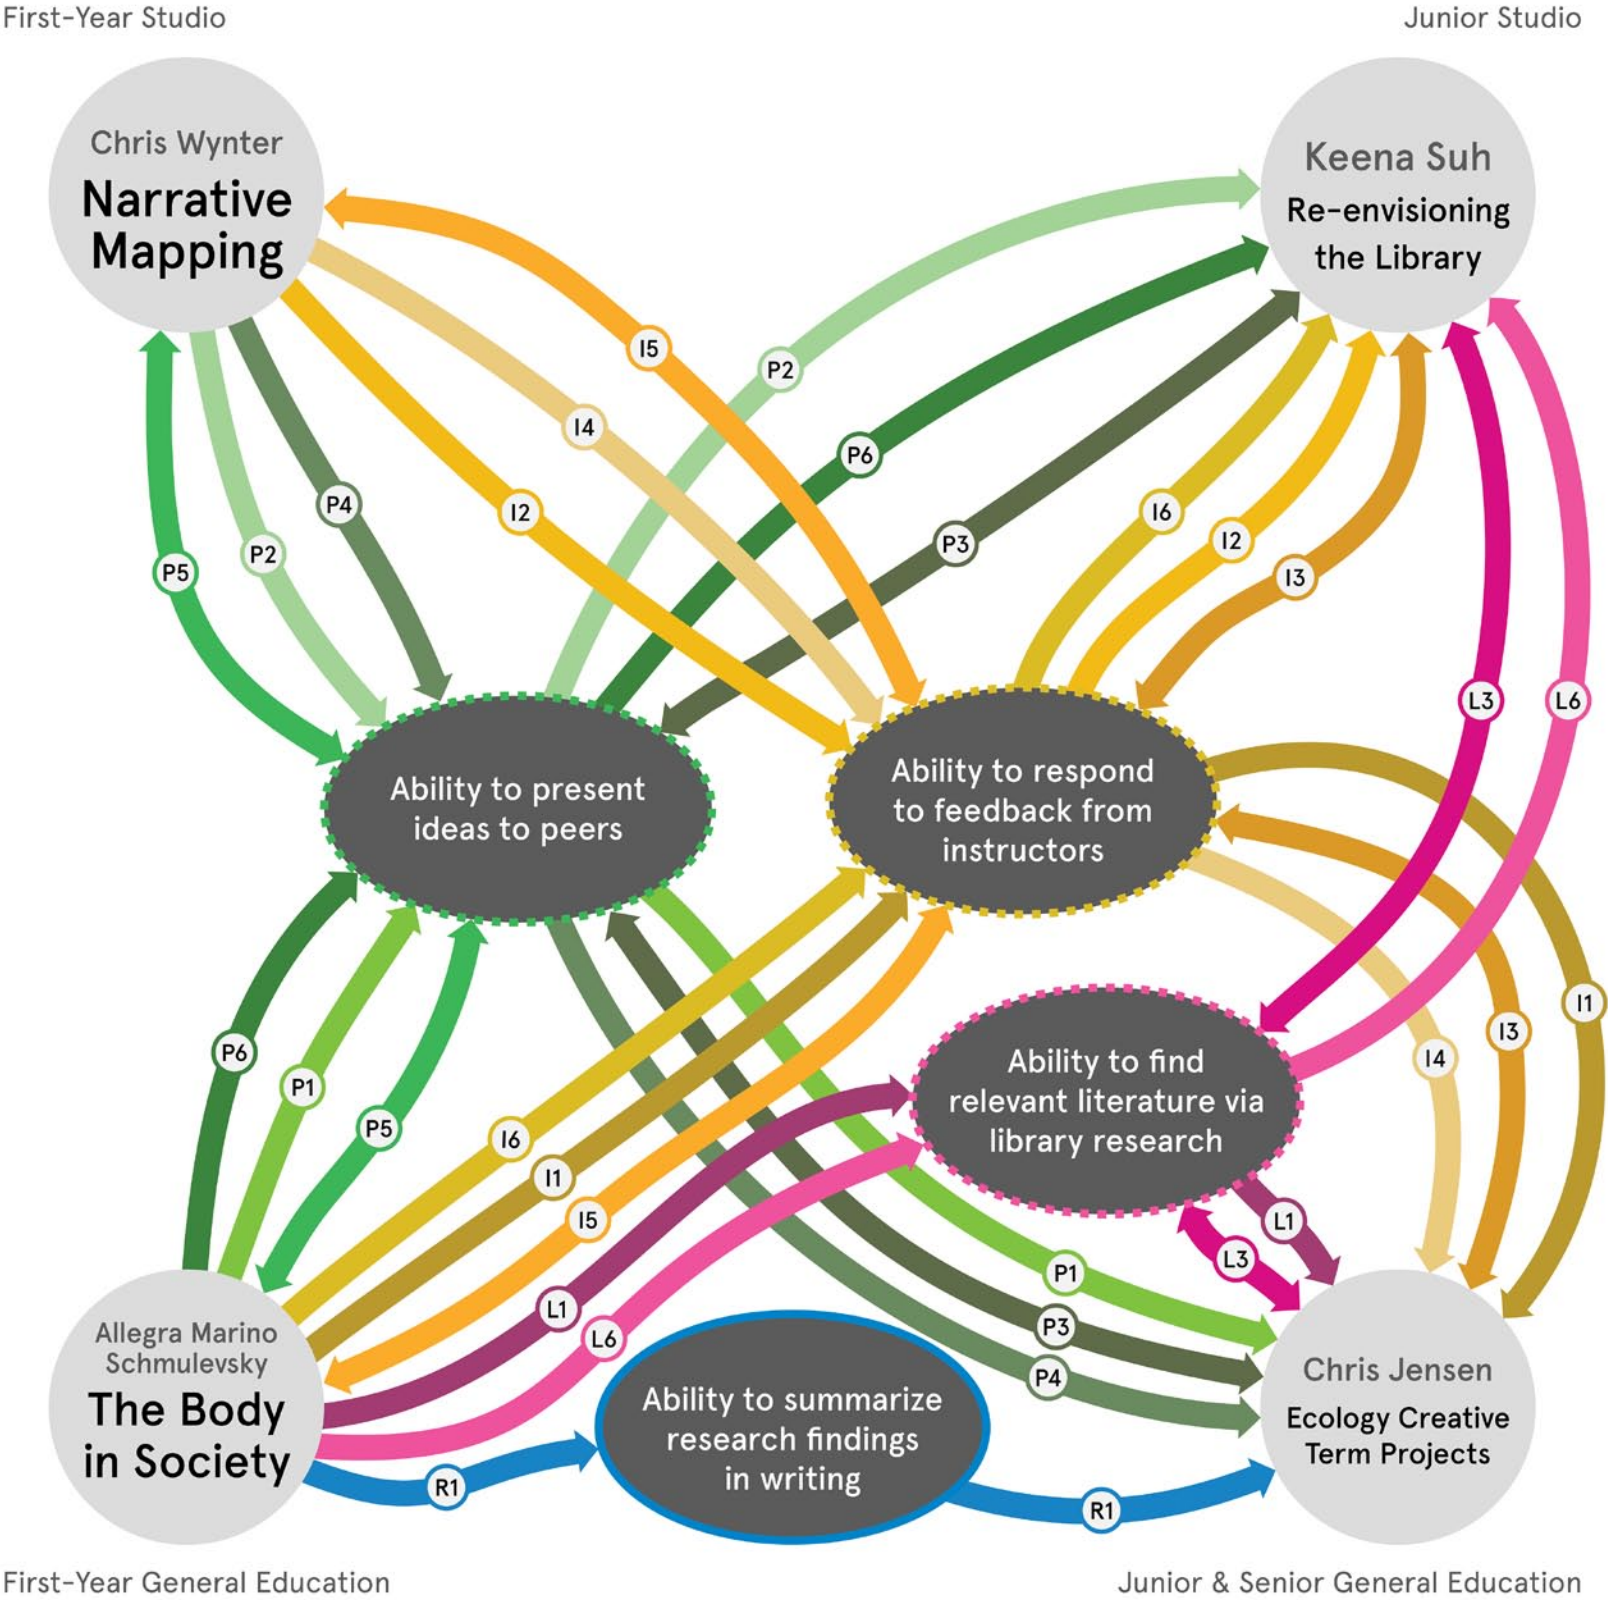 First-Year Studio
Junior Studio
Chris Wynter
Narrative
Mapping
Keena Suh
Re-envisioning
the Library
I5
P2
I4
P6
I2
P4
P3
I6
I2
I3
P2
P5
L3
L6
Ability to present
ideas to peers
Ability to respond
to feedback from
instructors
I1
I3
I4
P6
P1
P5
I6
I1
I5
Ability to find
relevant literature via
library research
L1
L3
P1
P3
P4
L1
L6
Allegra Marino
Schmulevsky
The Body
in Society
Ability to summarize
research findings
in writing
Chris Jensen
Ecology Creative
Term Projects
R1
R1
First-Year General Education
Junior & Senior General Education